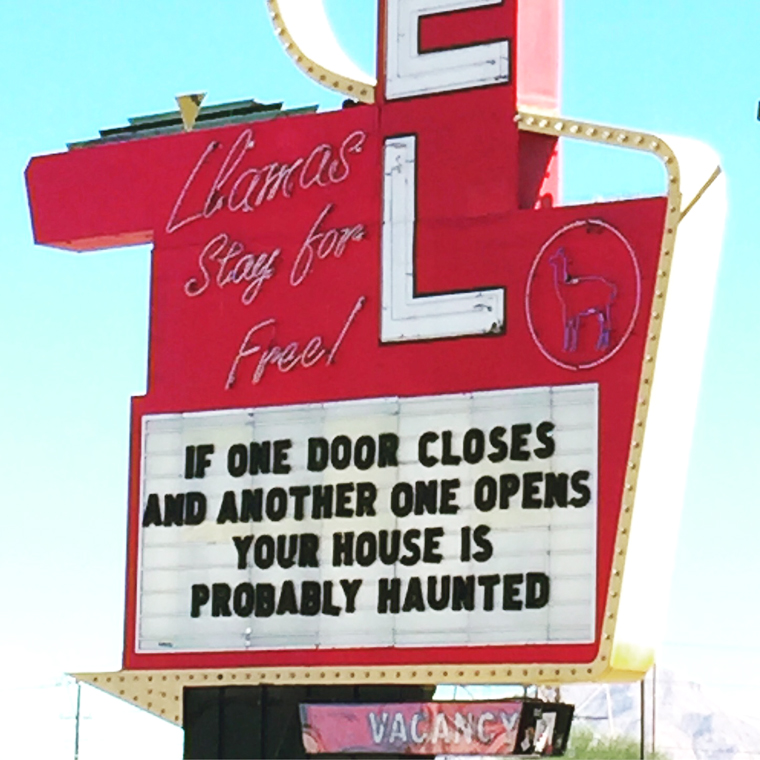 E
L
Llamas
Stay for
Free!
IF ONE DOOR CLOSES
AND ANOTHER ONE OPENS
YOUR HOUSE IS
PROBABLY HAUNTED
VACANCY